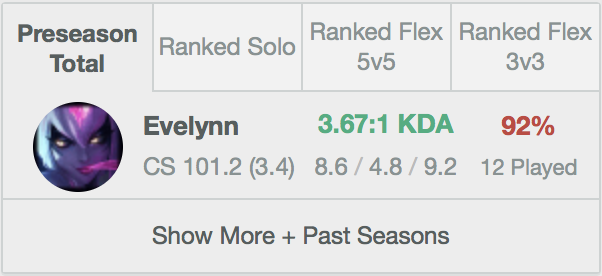 Preseason Total
Ranked Solo
Ranked Flex 5v5
Ranked Flex 3v3
Evelynn
3.67:1 KDA
92%
CS 101.2 (3.4)
8.6 / 4.8 / 9.2
12 Played
Show More + Past Seasons